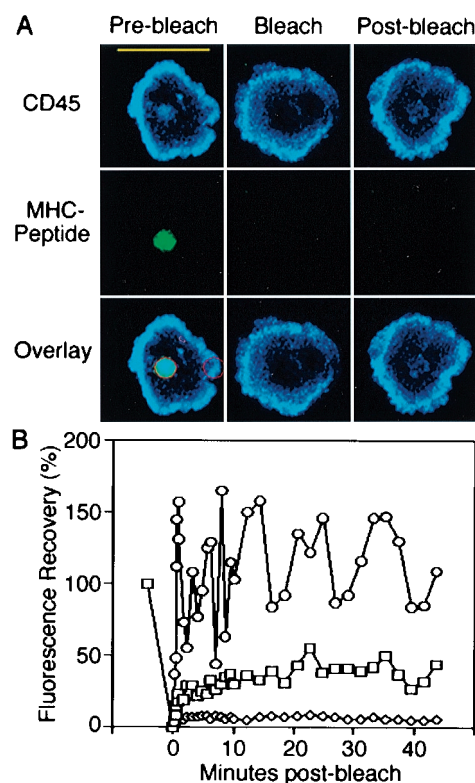 A Pre-bleach Bleach Post-bleach
CD45
MHC-
Peptide
Overlay
B
200
150
100
50
0
Fluorescence Recovery (%)
0 10 20 30 40
Minutes post-bleach